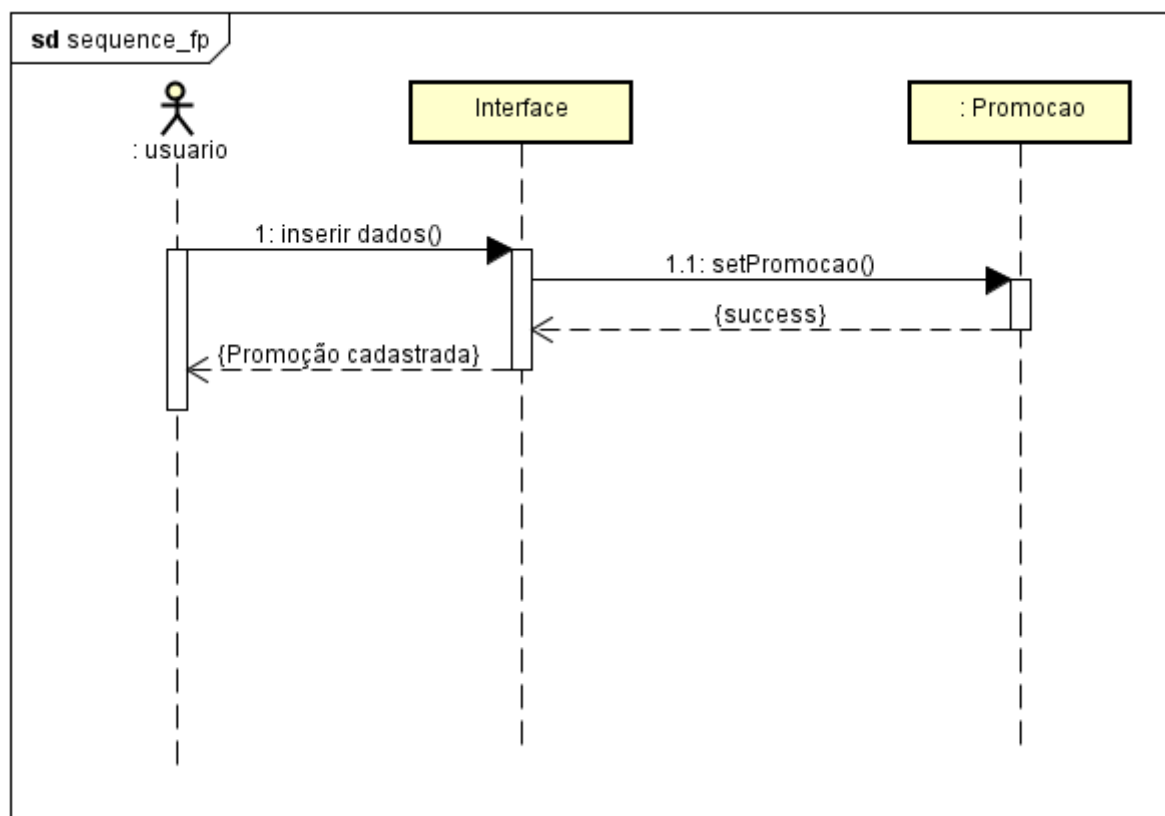 sd sequence_fp
: usuario
Interface
: Promocao
1: inserir dados()
1.1: setPromocao()
{success}
{Promoção cadastrada}